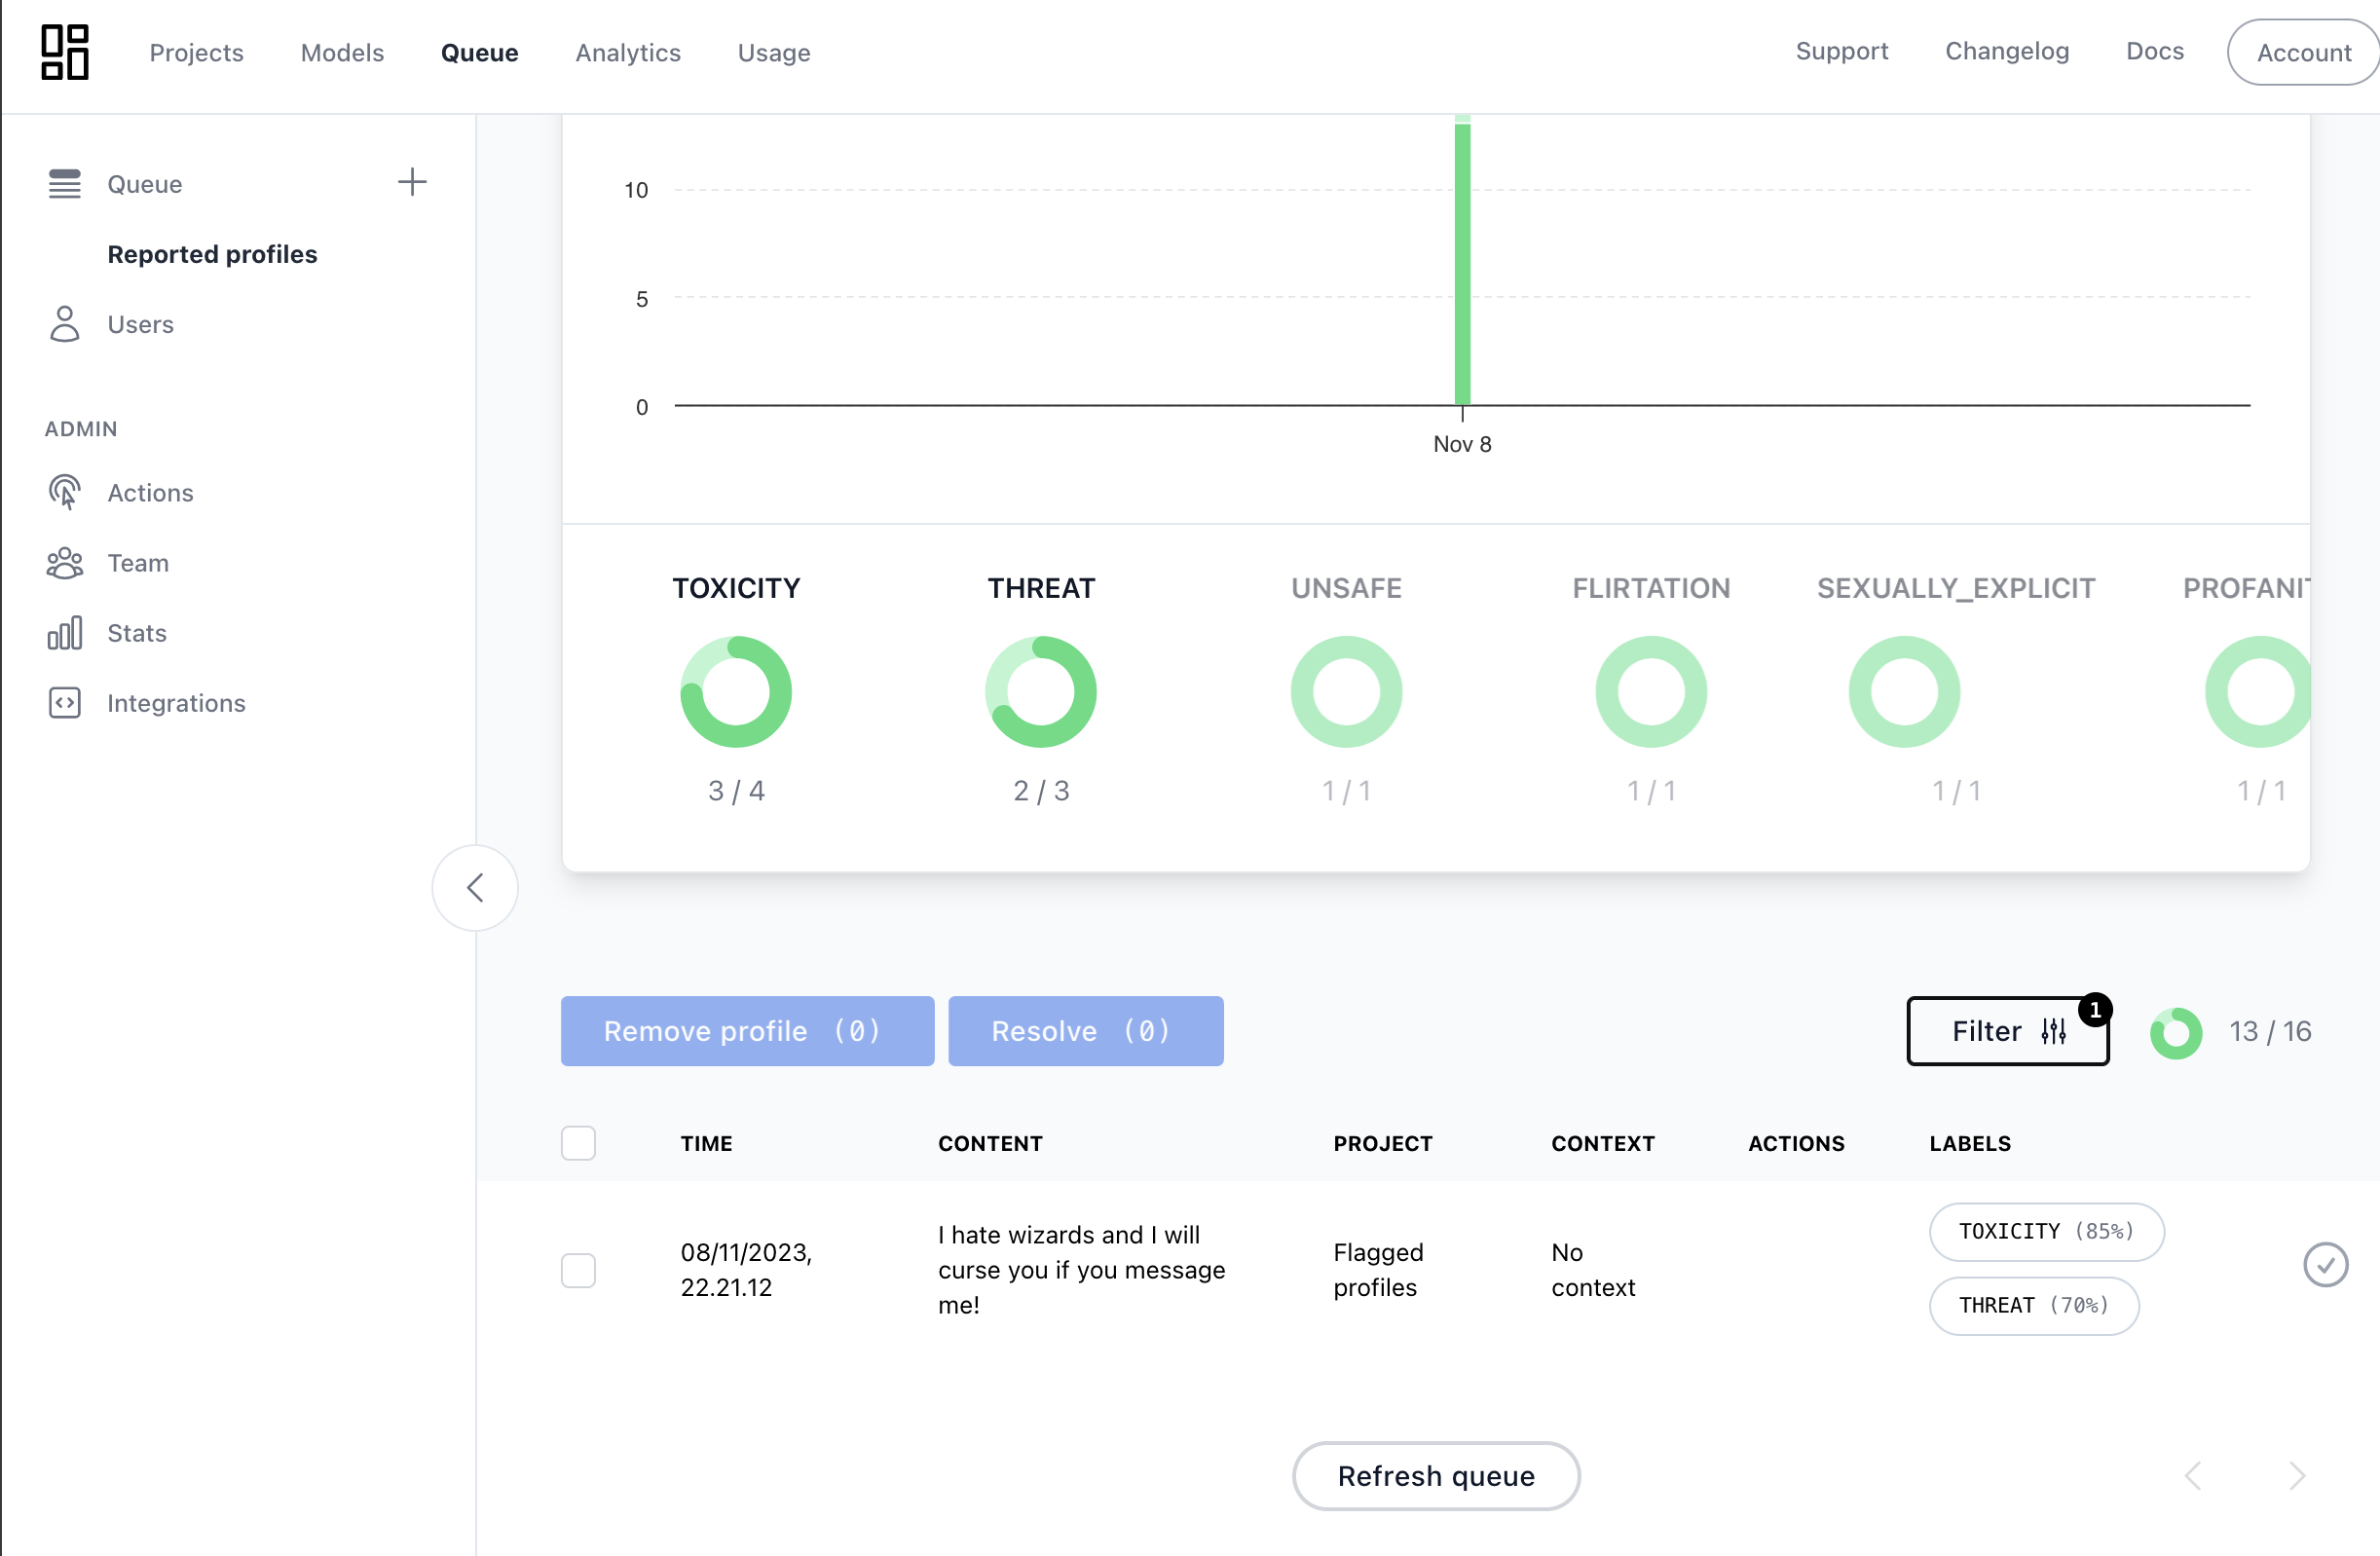 Projects Models Queue Analytics Usage Support Changelog Docs Account
Queue
Reported profiles
Users
ADMIN
Actions
Team
Stats
Integrations
10
5
0
Nov 8
TOXICITY THREAT UNSAFE FLIRTATION SEXUALLY_EXPLICIT PROFANIT
3 / 4 2 / 3 1 / 1 1 / 1 1 / 1 1 / 1
Remove profile (0) Resolve (0) Filter 1 13 / 16
TIME CONTENT PROJECT CONTEXT ACTIONS LABELS
08/11/2023,
22.21.12
I hate wizards and I will
curse you if you message
me!
Flagged
profiles
No
context
TOXICITY (85%)
THREAT (70%)
Refresh queue